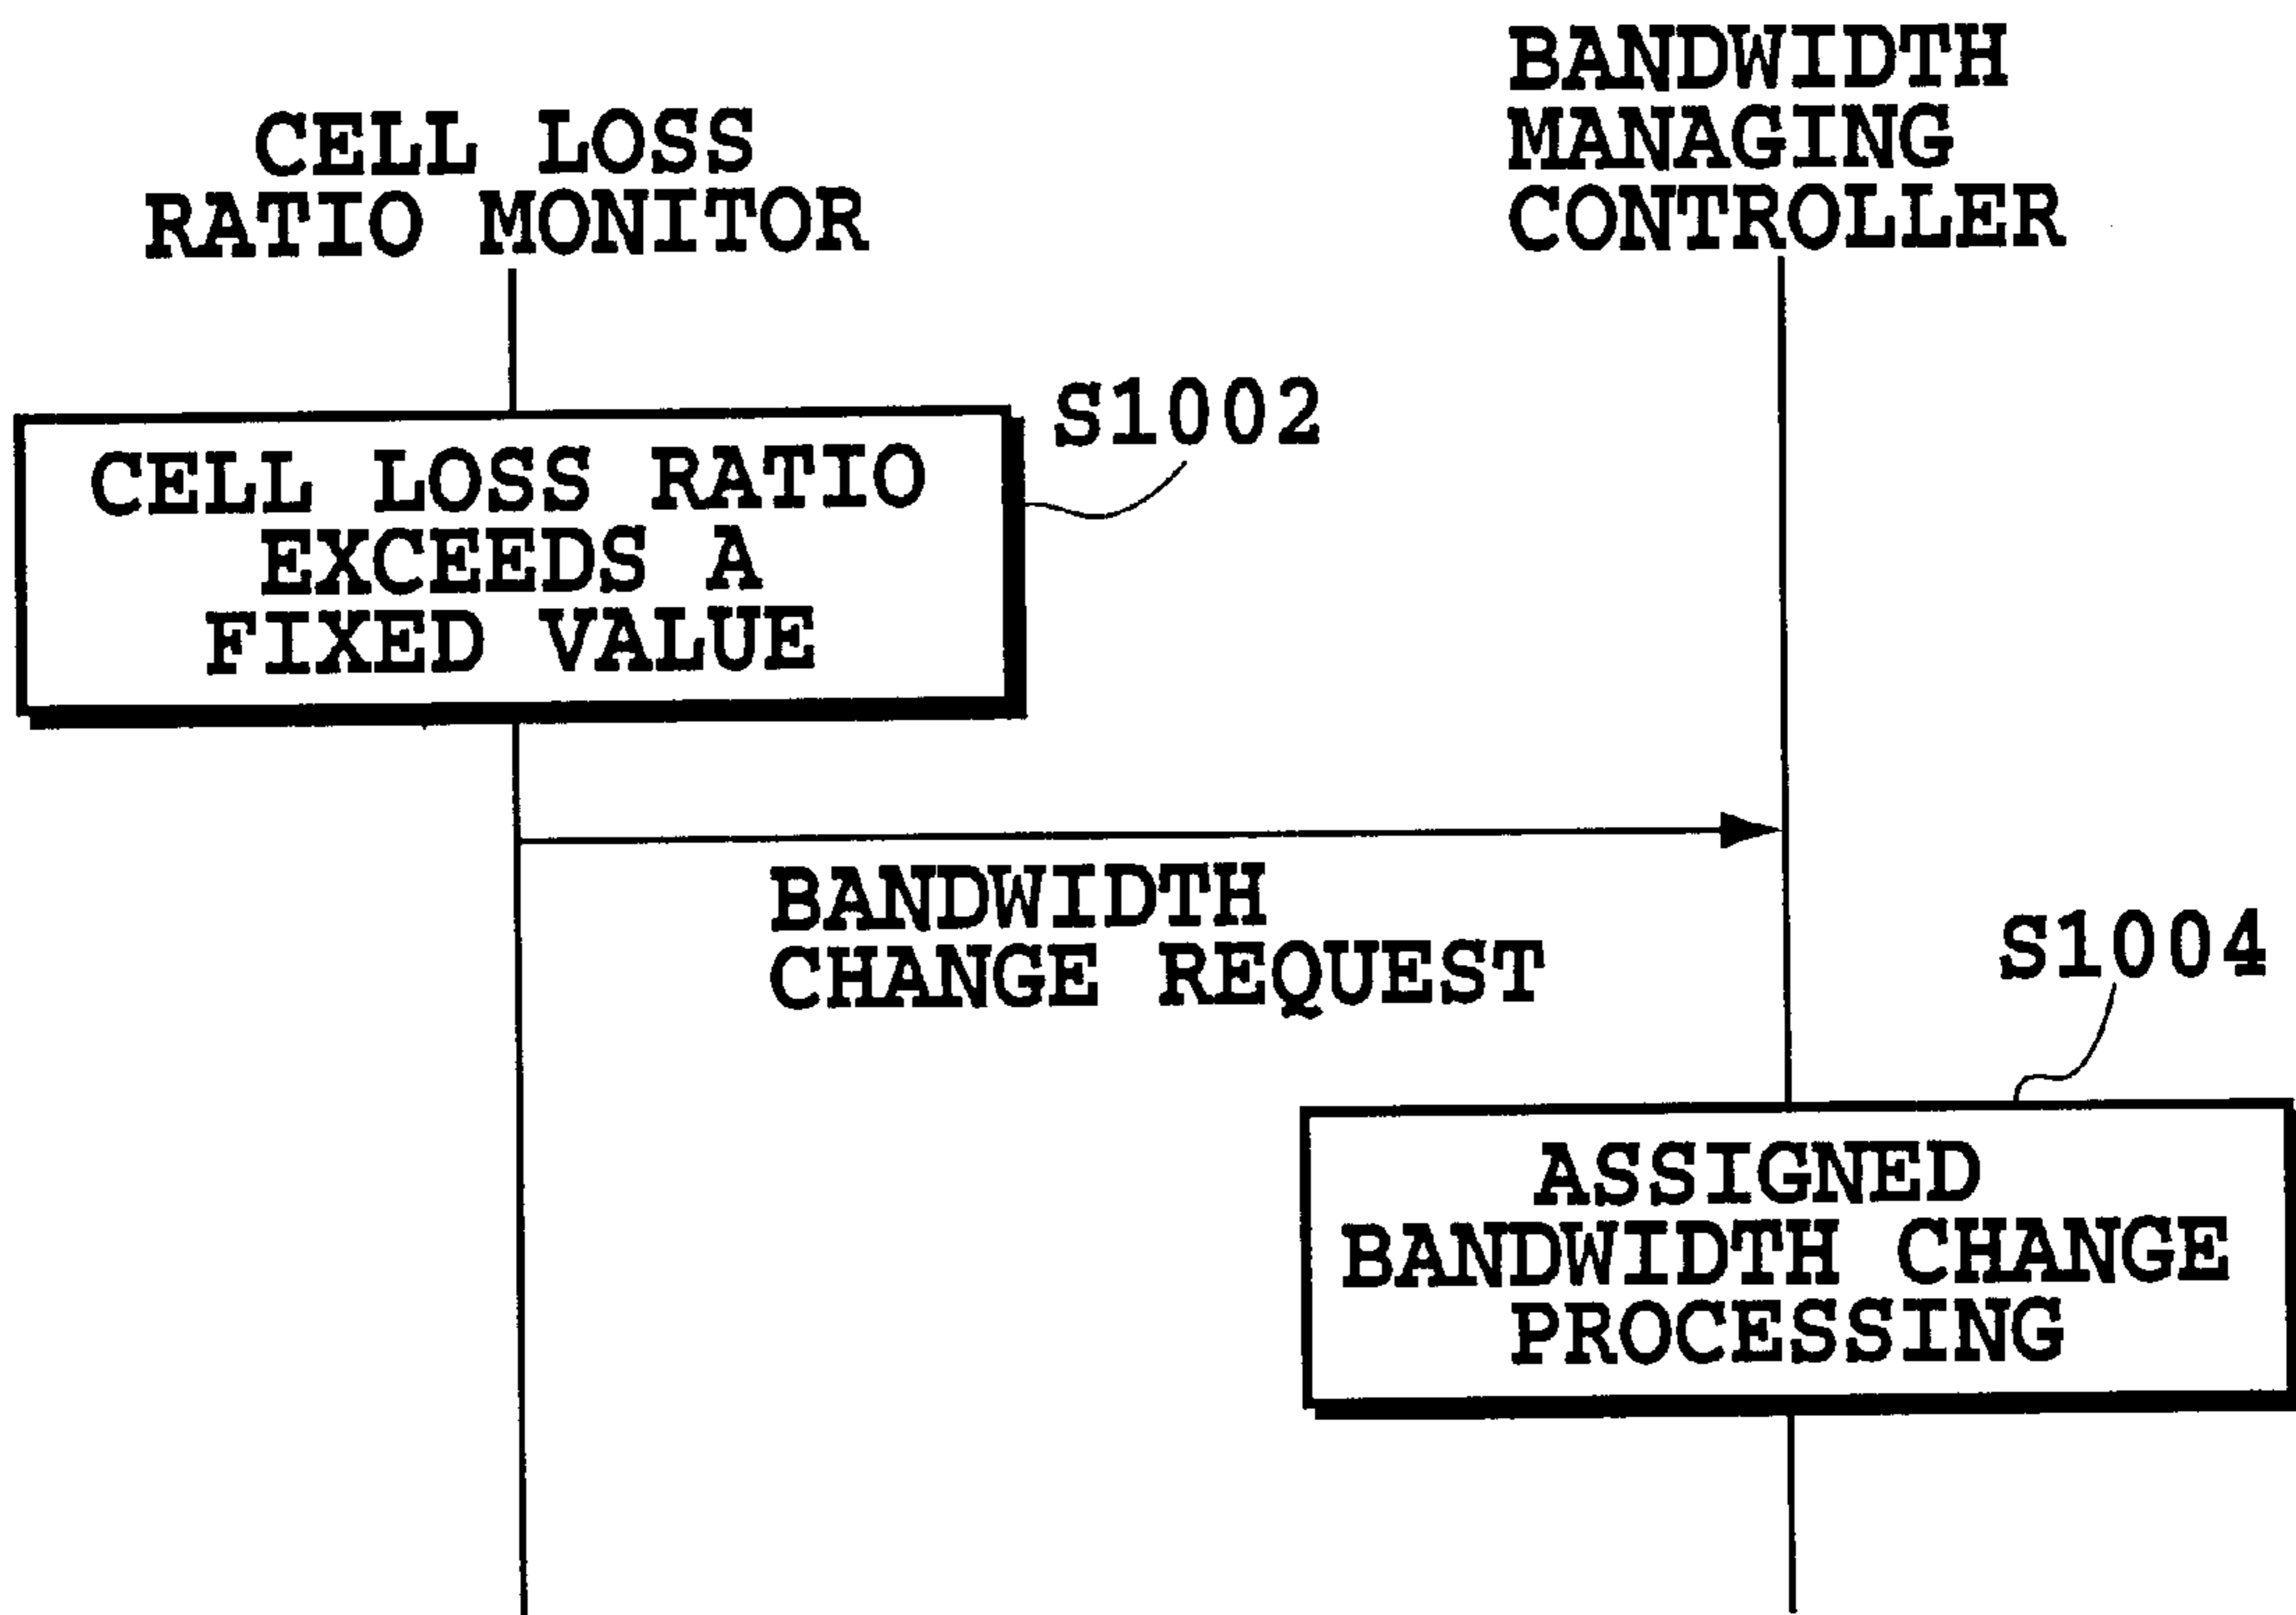 CELL LOSS
RATIO MONITOR
BANDWIDTH
MANAGING
CONTROLLER
S1002
CELL LOSS RATIO
EXCEEDS A
FIXED VALUE
BANDWIDTH
CHANGE REQUEST
S1004
ASSIGNED
BANDWIDTH CHANGE
PROCESSING